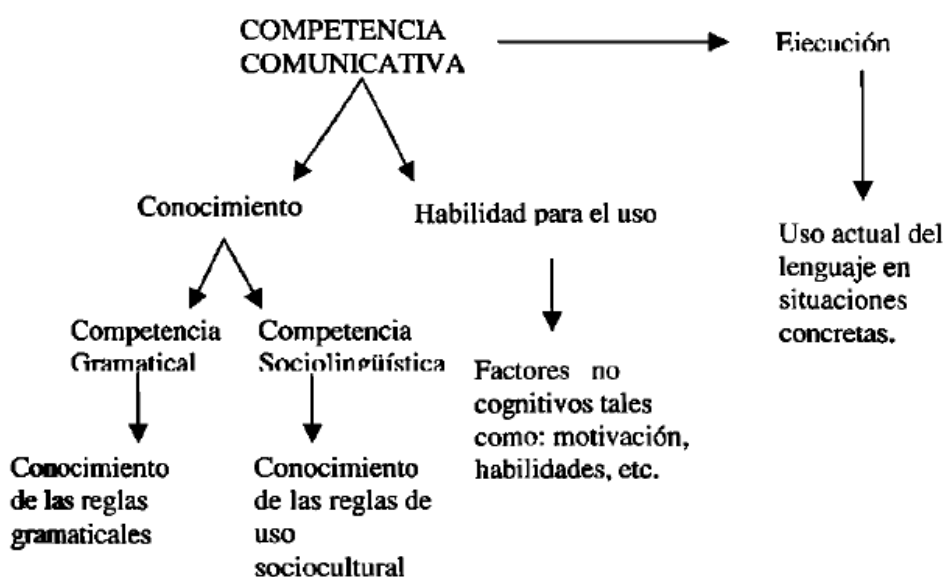 COMPETENCIA
COMUNICATIVA
Ejecución
Conocimiento
Habilidad para el uso
Uso actual del
lenguaje en
situaciones
concretas.
Competencia
Gramatical
Competencia
Sociolingüística
Factores no
cognitivos tales
como: motivación,
habilidades, etc.
Conocimiento
de las reglas
gramaticales
Conocimiento
de las reglas de
uso
sociocultural